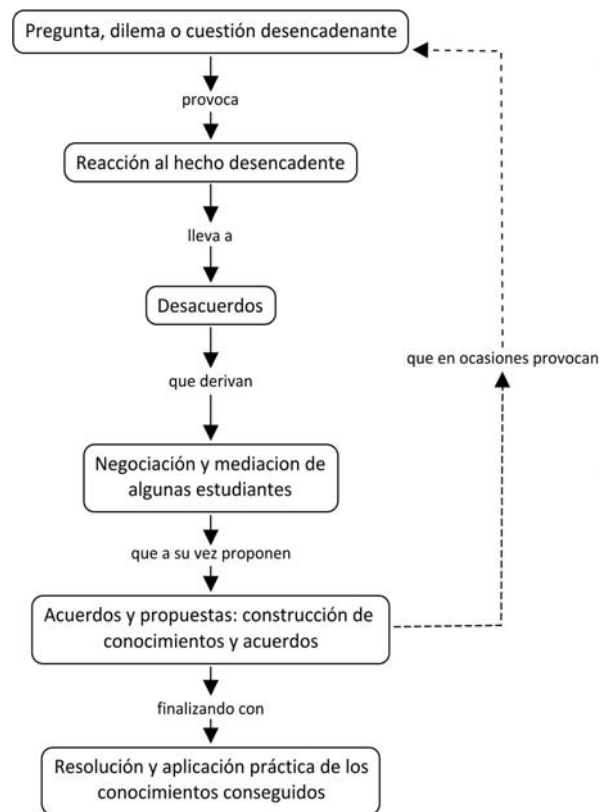 Pregunta, dilema o cuestión desencadenante
provoca
Reacción al hecho desencadente
lleva a
Desacuerdos
que en ocasiones provocan
que derivan
Negociación y mediacion de
algunas estudiantes
que a su vez proponen
Acuerdos y propuestas: construcción de
conocimientos y acuerdos
finalizando con
Resolución y aplicación práctica de los
conocimientos conseguidos